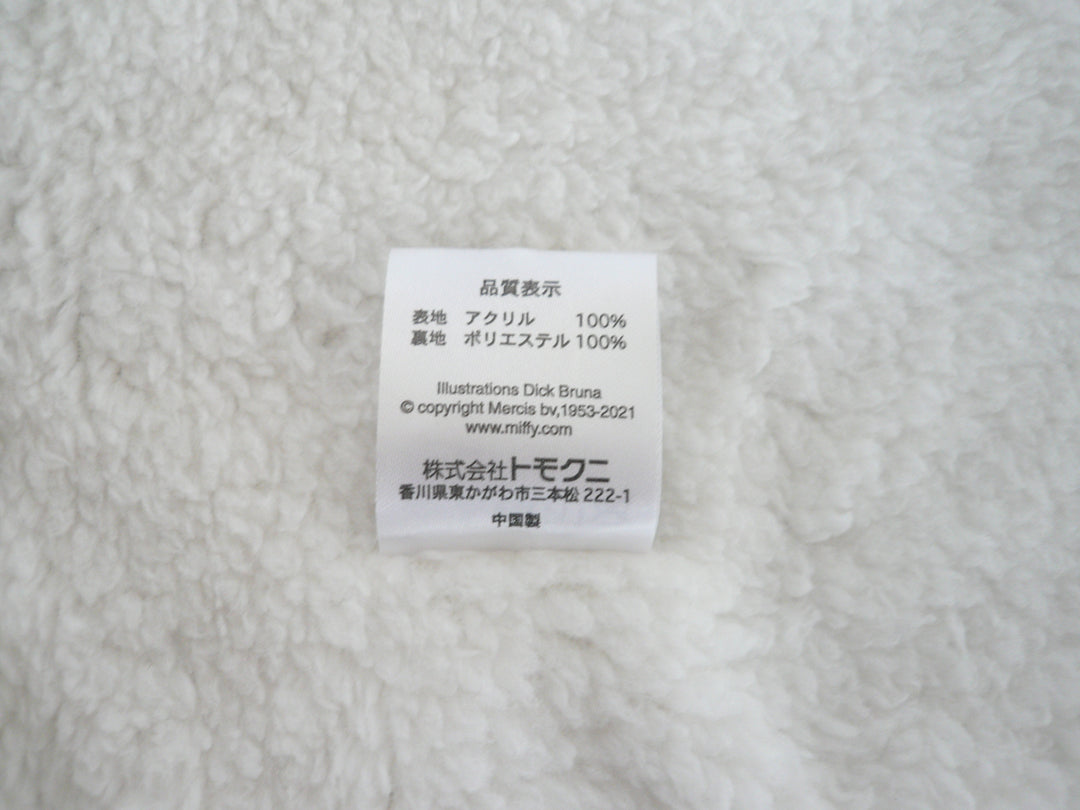 品質表示
表地 アクリル 100%
裏地 ポリエステル 100%
Illustrations Dick Bruna
© copyright Mercis bv,1953-2021
www.miffy.com
株式会社トモクニ
香川県東かがわ市三本松 222-1
中国製